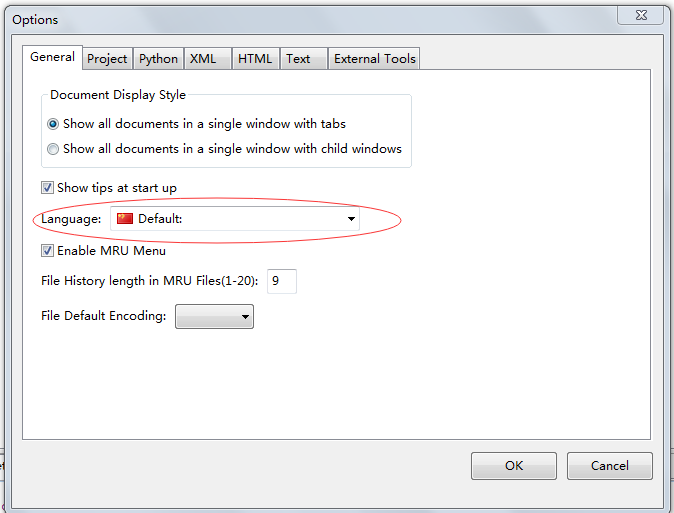 Options
General Project Python XML HTML Text External Tools
Document Display Style
Show all documents in a single window with tabs
Show all documents in a single window with child windows
Show tips at start up
Language: Default:
Enable MRU Menu
File History length in MRU Files(1-20): 9
File Default Encoding:
OK Cancel